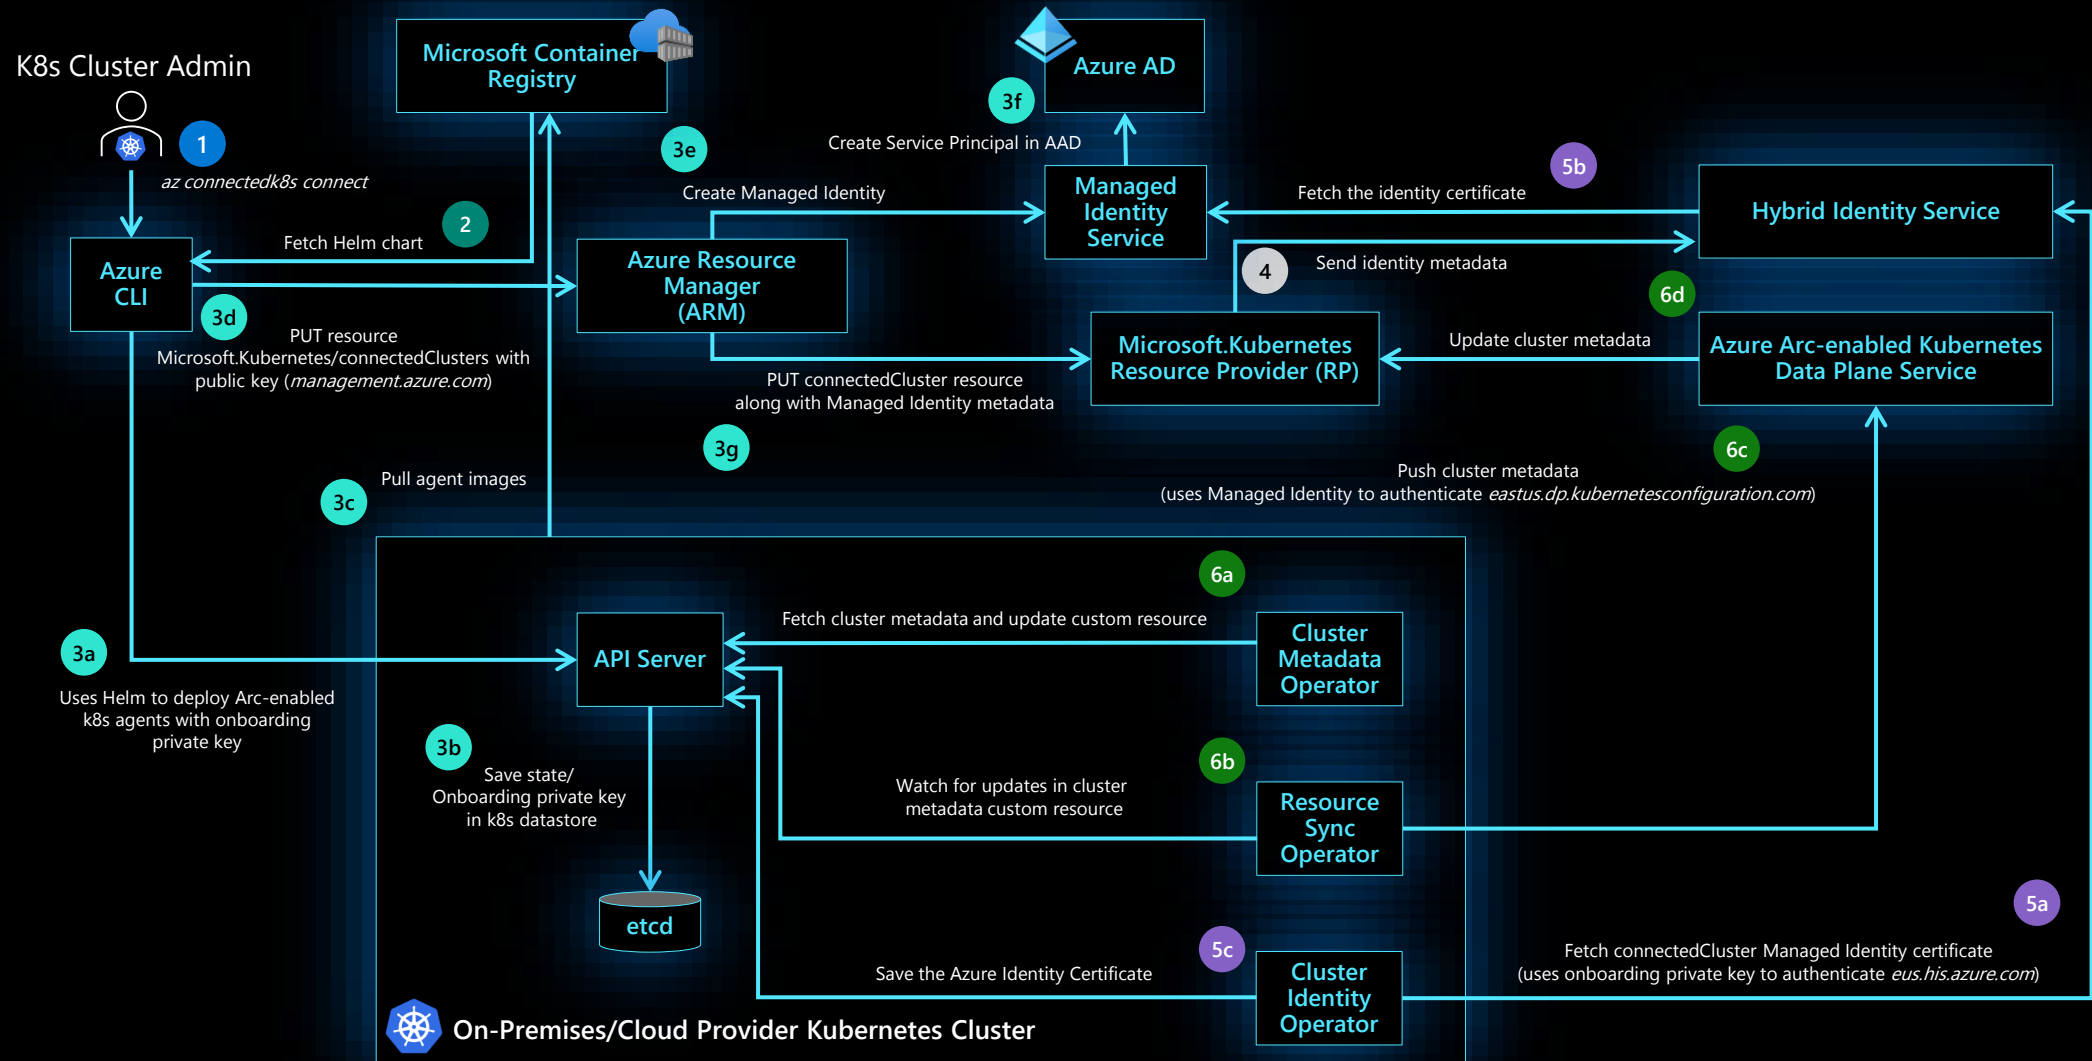 K8s Cluster Admin
1
az connectedk8s connect
Microsoft Container
Registry
Azure AD
3f
Create Service Principal in AAD
3e
Create Managed Identity
Managed
Identity
Service
5b
Fetch the identity certificate
Hybrid Identity Service
2
Fetch Helm chart
Azure
CLI
Azure Resource
Manager
(ARM)
4
Send identity metadata
6d
3d
PUT resource
Microsoft.Kubernetes/connectedClusters with
public key (management.azure.com)
Microsoft.Kubernetes
Resource Provider (RP)
Update cluster metadata
Azure Arc-enabled Kubernetes
Data Plane Service
PUT connectedCluster resource
along with Managed Identity metadata
3g
6c
Push cluster metadata
(uses Managed Identity to authenticate eastus.dp.kubernetesconfiguration.com)
Pull agent images
3c
6a
Fetch cluster metadata and update custom resource
API Server
Cluster
Metadata
Operator
3a
Uses Helm to deploy Arc-enabled
k8s agents with onboarding
private key
3b
Save state/
Onboarding private key
in k8s datastore
6b
Watch for updates in cluster
metadata custom resource
Resource
Sync
Operator
etcd
5a
5c
Save the Azure Identity Certificate
Cluster
Identity
Operator
Fetch connectedCluster Managed Identity certificate
(uses onboarding private key to authenticate eus.his.azure.com)
On-Premises/Cloud Provider Kubernetes Cluster